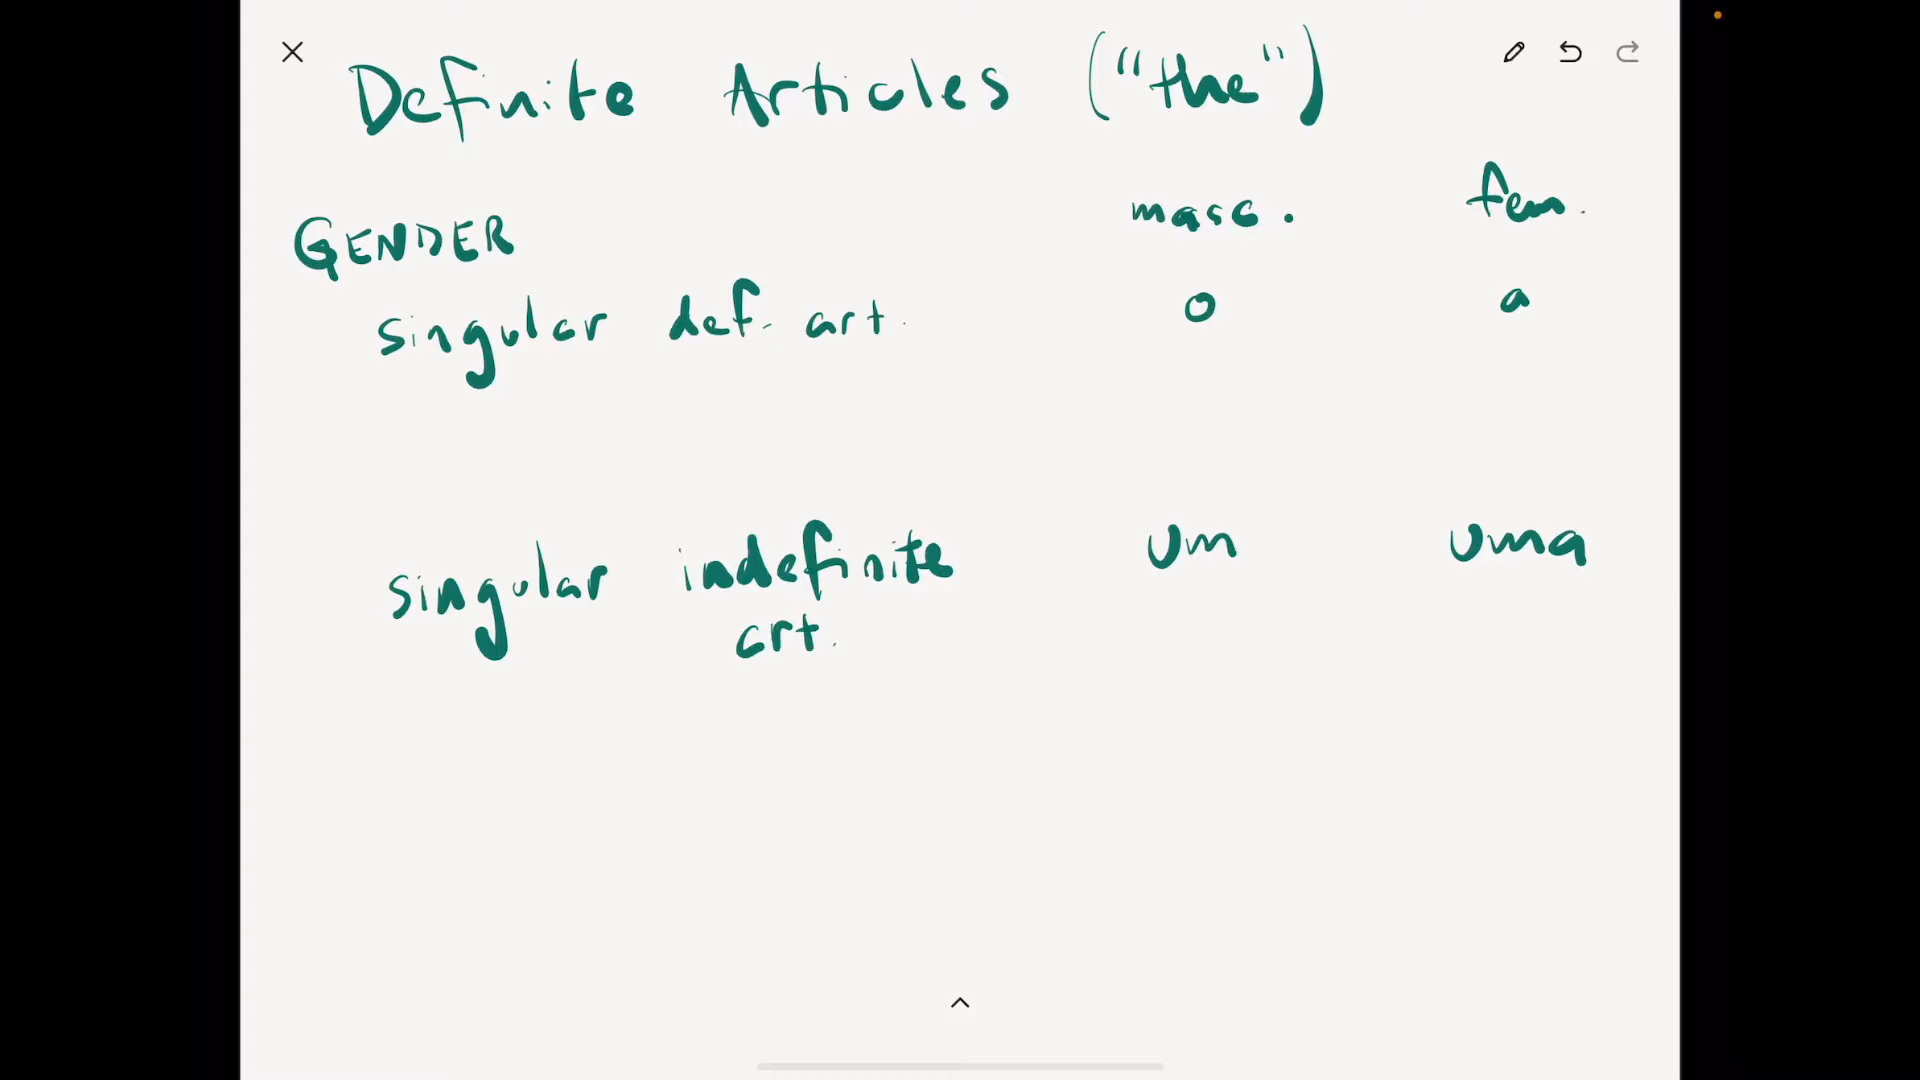 Definite Articles ("the")
masc. fem.
GENDER
singular def. art. o a
singular indefinite um uma
art.